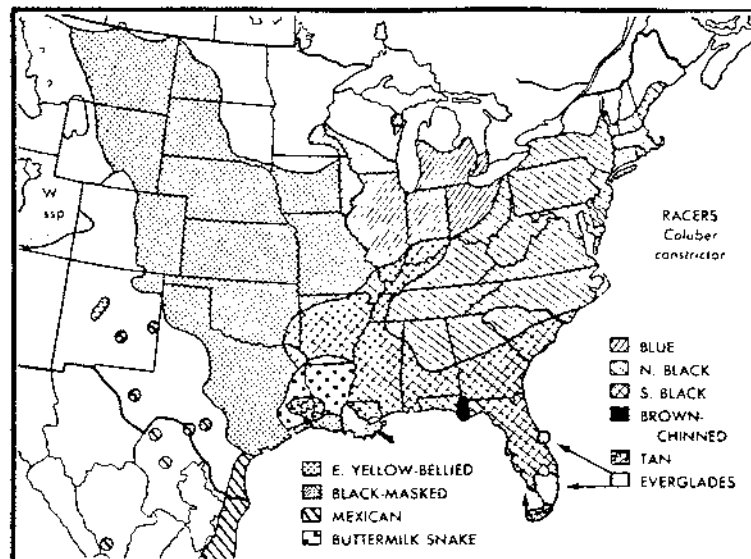 W
ssp
RACERS
Coluber
constrictor
BLUE
N. BLACK
S. BLACK
BROWN-
CHINNED
TAN
EVERGLADES
E. YELLOW-BELLIED
BLACK-MASKED
MEXICAN
BUTTERMILK SNAKE